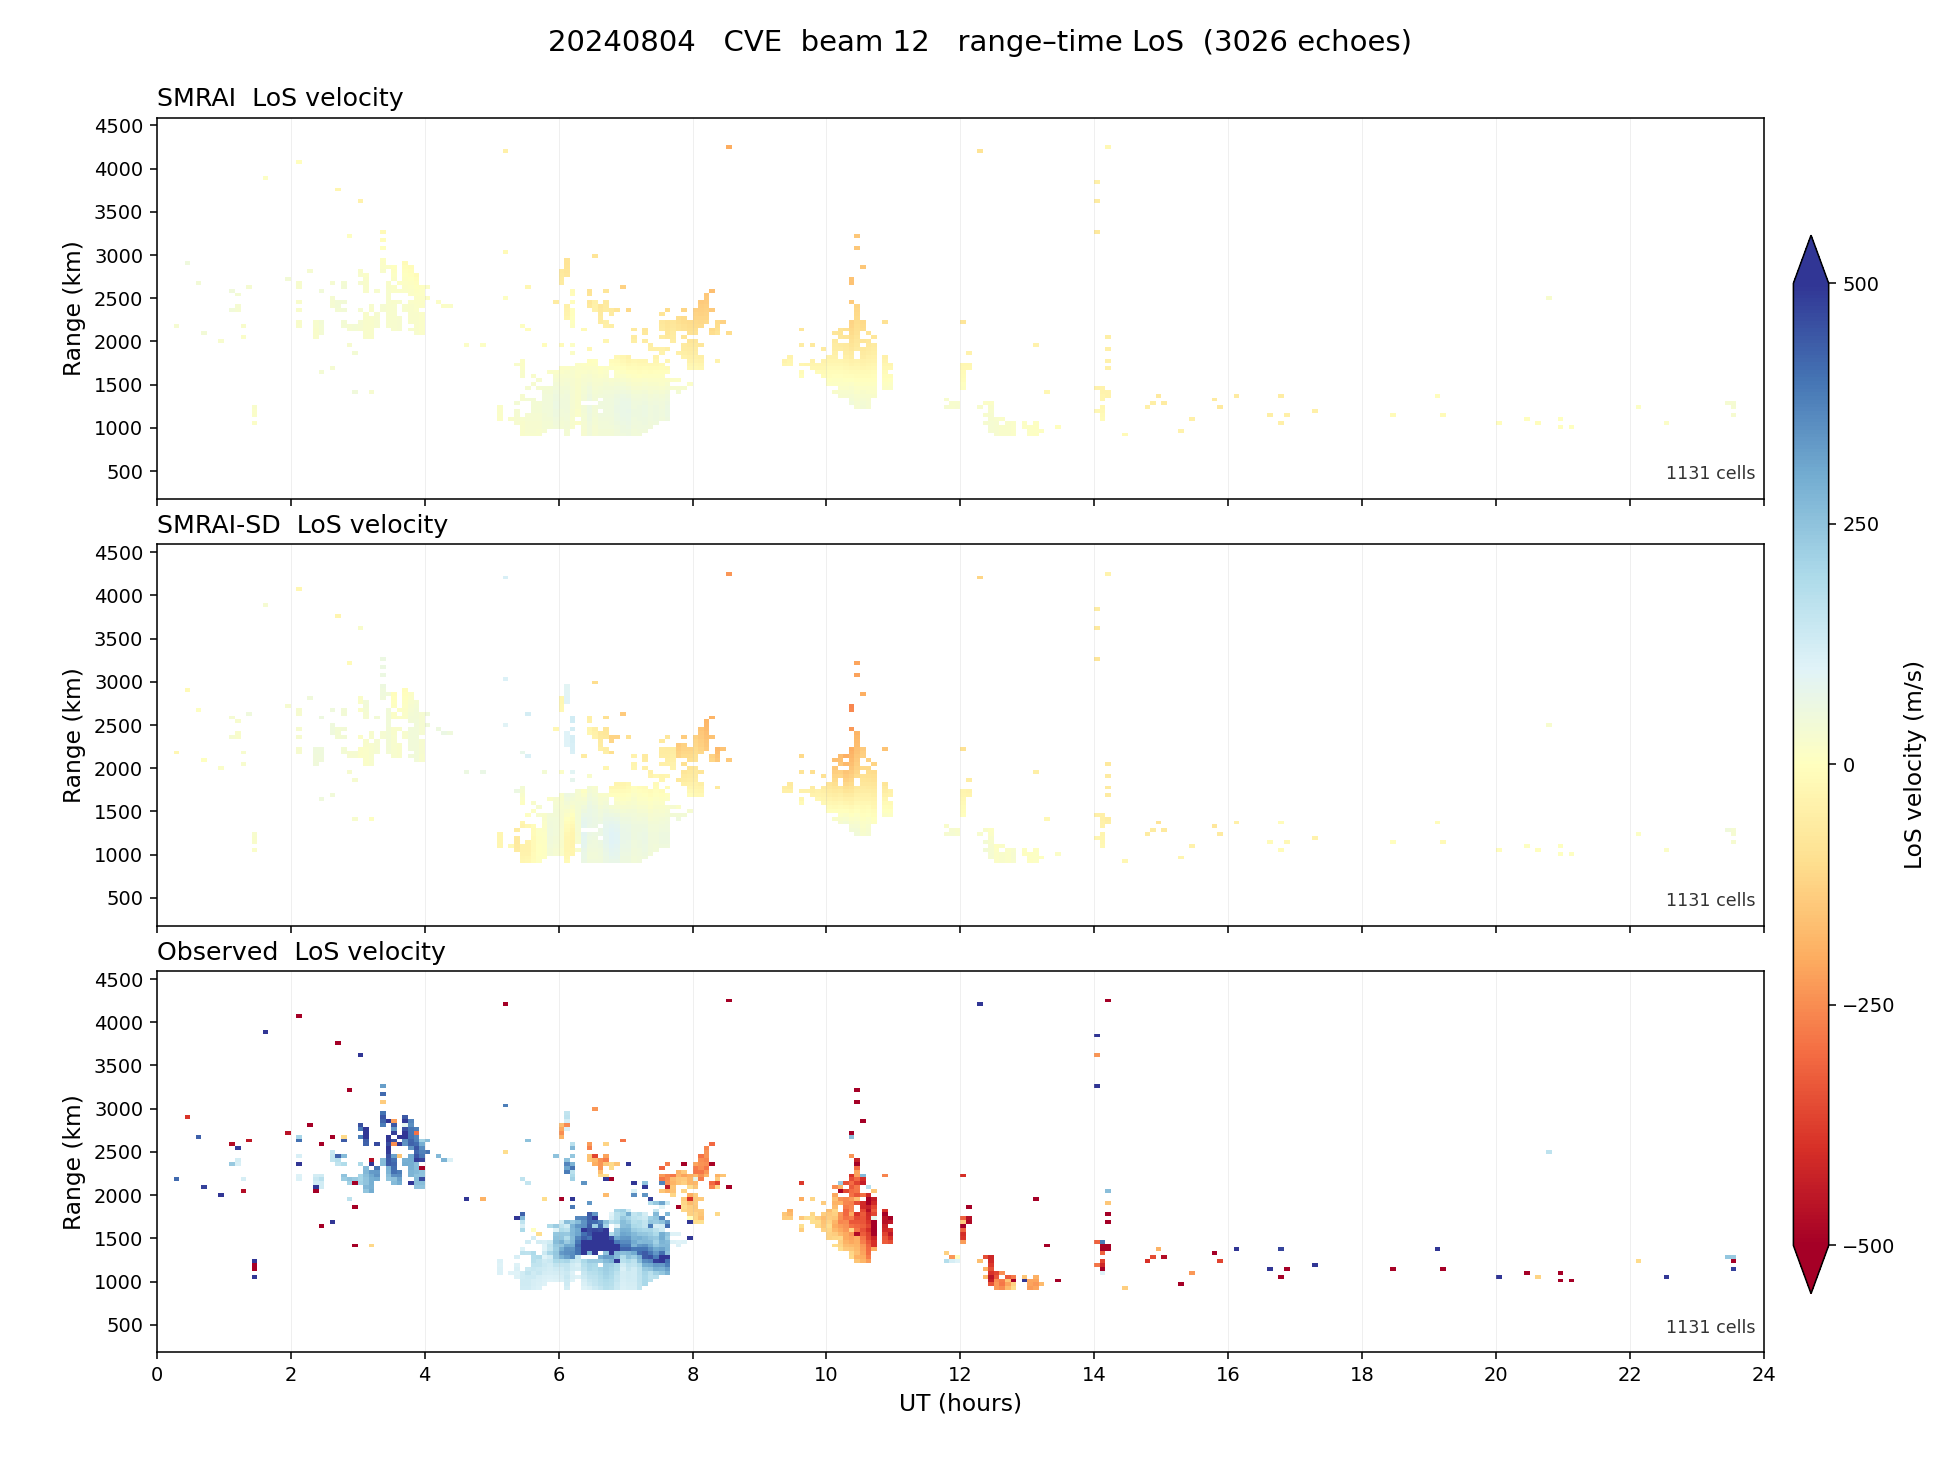 20240804   CVE  beam 12   range–time LoS  (3026 echoes)
SMRAI  LoS velocity
4500
4000
3500
3000
2500
2000
1500
1000
500
Range (km)
1131 cells
SMRAI-SD  LoS velocity
4500
4000
3500
3000
2500
2000
1500
1000
500
Range (km)
1131 cells
Observed  LoS velocity
4500
4000
3500
3000
2500
2000
1500
1000
500
Range (km)
1131 cells
0 2 4 6 8 10 12 14 16 18 20 22 24
UT (hours)
500
250
0
−250
−500
LoS velocity (m/s)